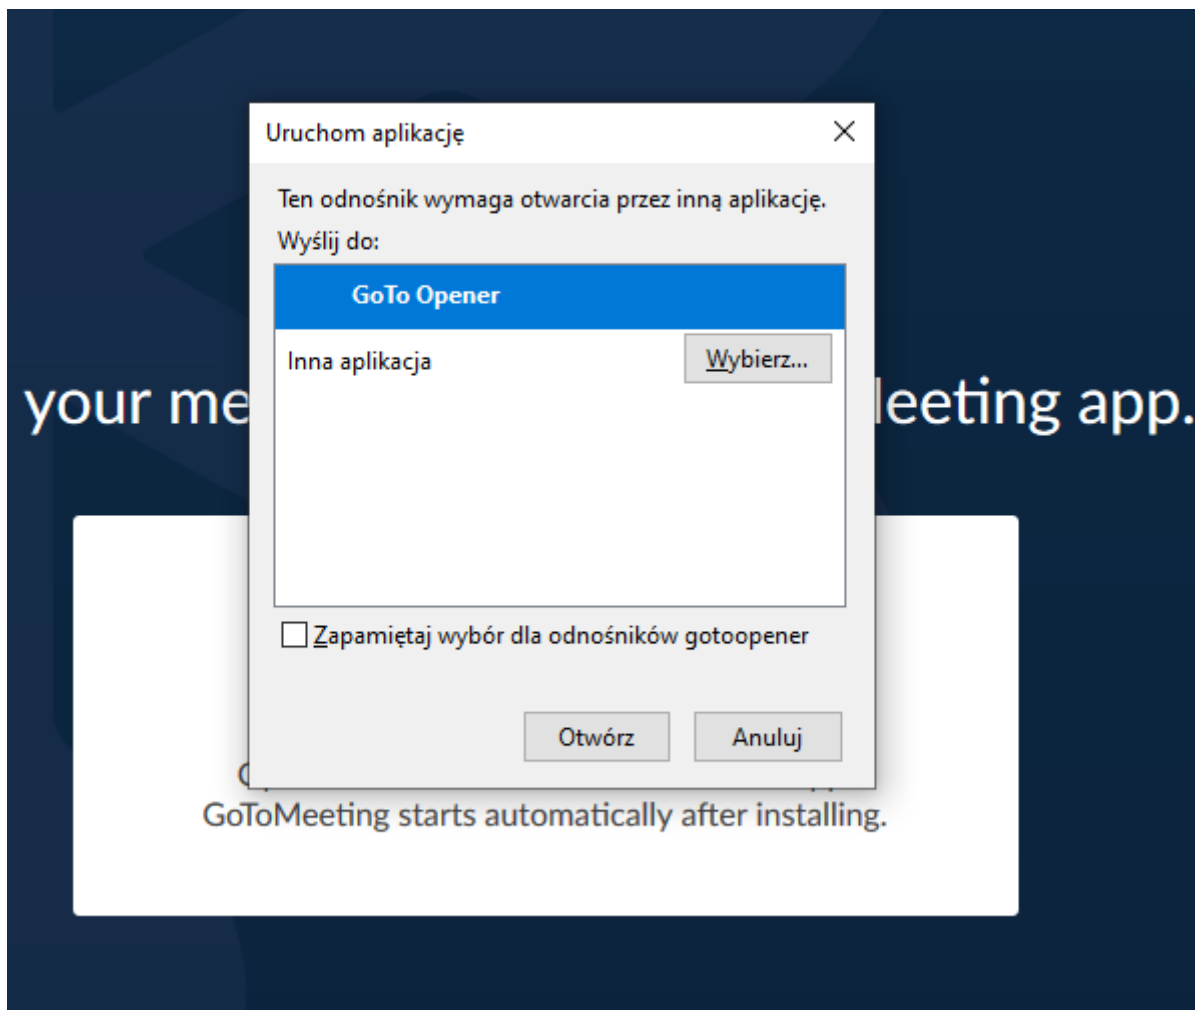 Uruchom aplikację
Ten odnośnik wymaga otwarcia przez inną aplikację.
Wyślij do:
GoTo Opener
Inna aplikacja
Wybierz...
your me
eeting app.
Zapamiętaj wybór dla odnośników gotoopener
Otwórz
Anuluj
GoToMeeting starts automatically after installing.